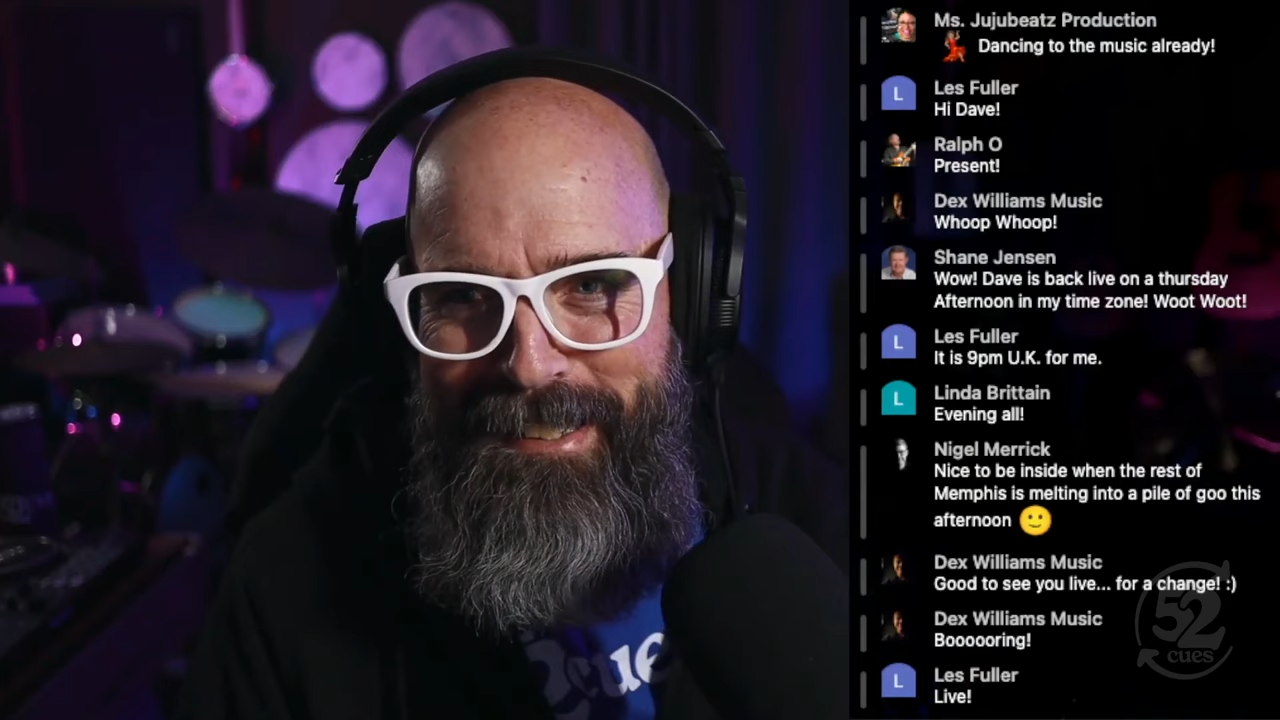 Ms. Jujubeatz Production
Dancing to the music already!
L
Les Fuller
Hi Dave!
Ralph O
Present!
Dex Williams Music
Whoop Whoop!
Shane Jensen
Wow! Dave is back live on a thursday
Afternoon in my time zone! Woot Woot!
L
Les Fuller
It is 9pm U.K. for me.
L
Linda Brittain
Evening all!
Nigel Merrick
Nice to be inside when the rest of
Memphis is melting into a pile of goo this
afternoon 🙂
Dex Williams Music
Good to see you live... for a change! :)
Dex Williams Music
Boooooring!
L
Les Fuller
Live!
52
cues
cue